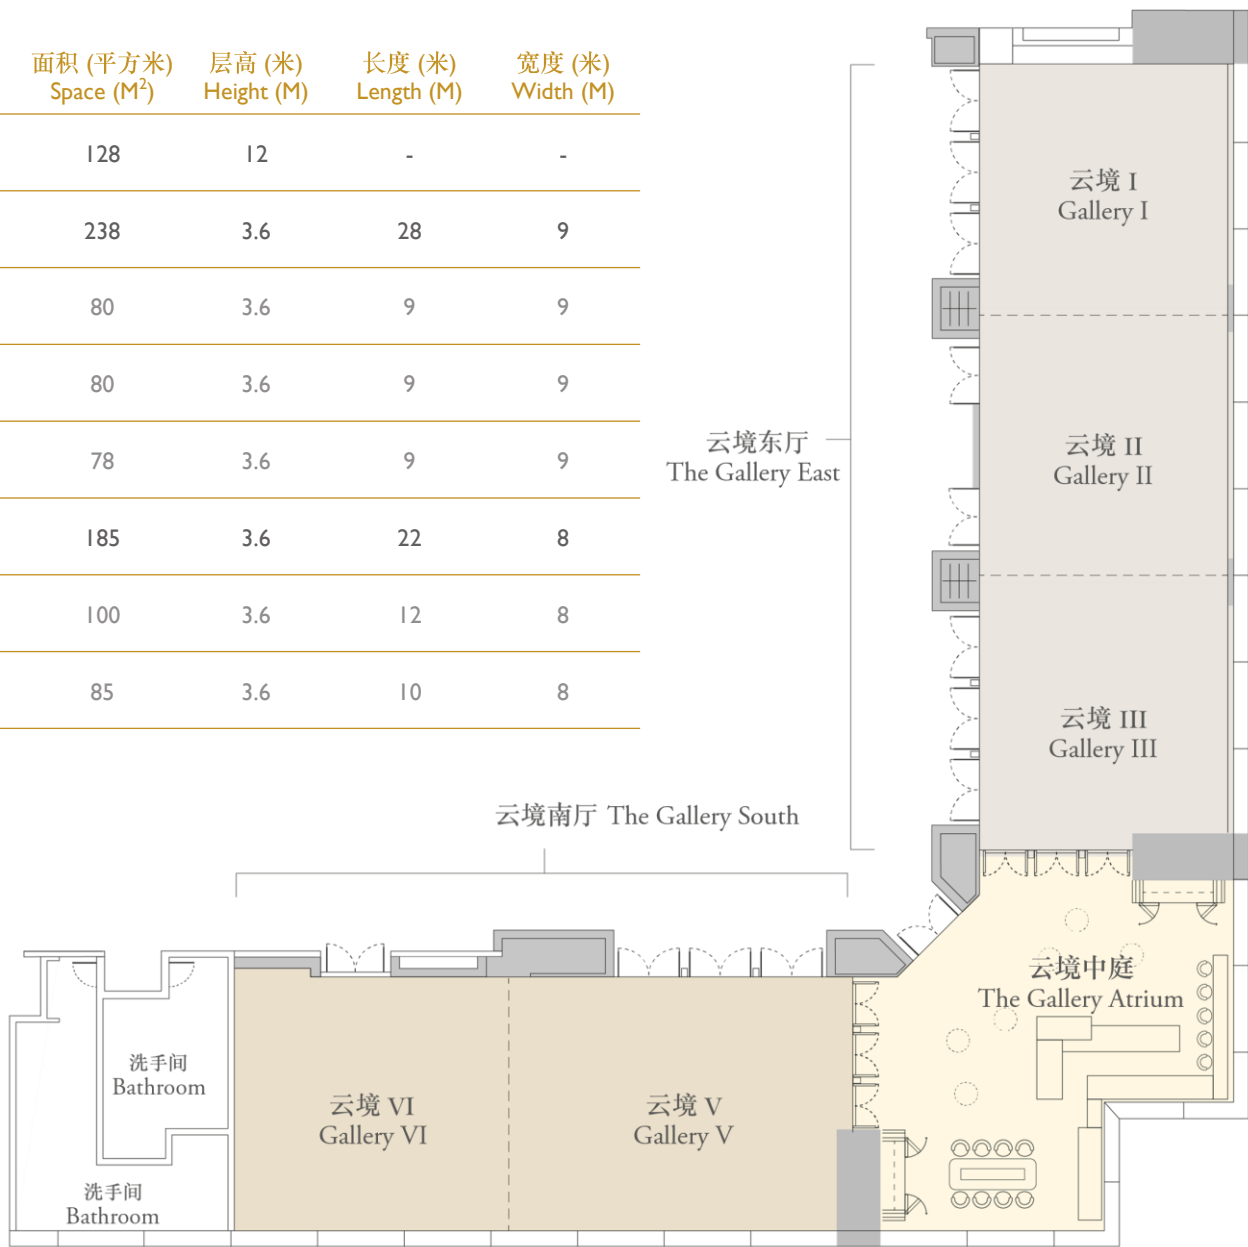 面积 (平方米) 层高 (米) 长度 (米) 宽度 (米)
Space (M²) Height (M) Length (M) Width (M)
128 12 - -
238 3.6 28 9
80 3.6 9 9
80 3.6 9 9
78 3.6 9 9
185 3.6 22 8
100 3.6 12 8
85 3.6 10 8
云境 I
Gallery I
云境东厅
The Gallery East
云境 II
Gallery II
云境 III
Gallery III
云境南厅 The Gallery South
云境中庭
The Gallery Atrium
洗手间
Bathroom
云境 VI
Gallery VI
云境 V
Gallery V
洗手间
Bathroom